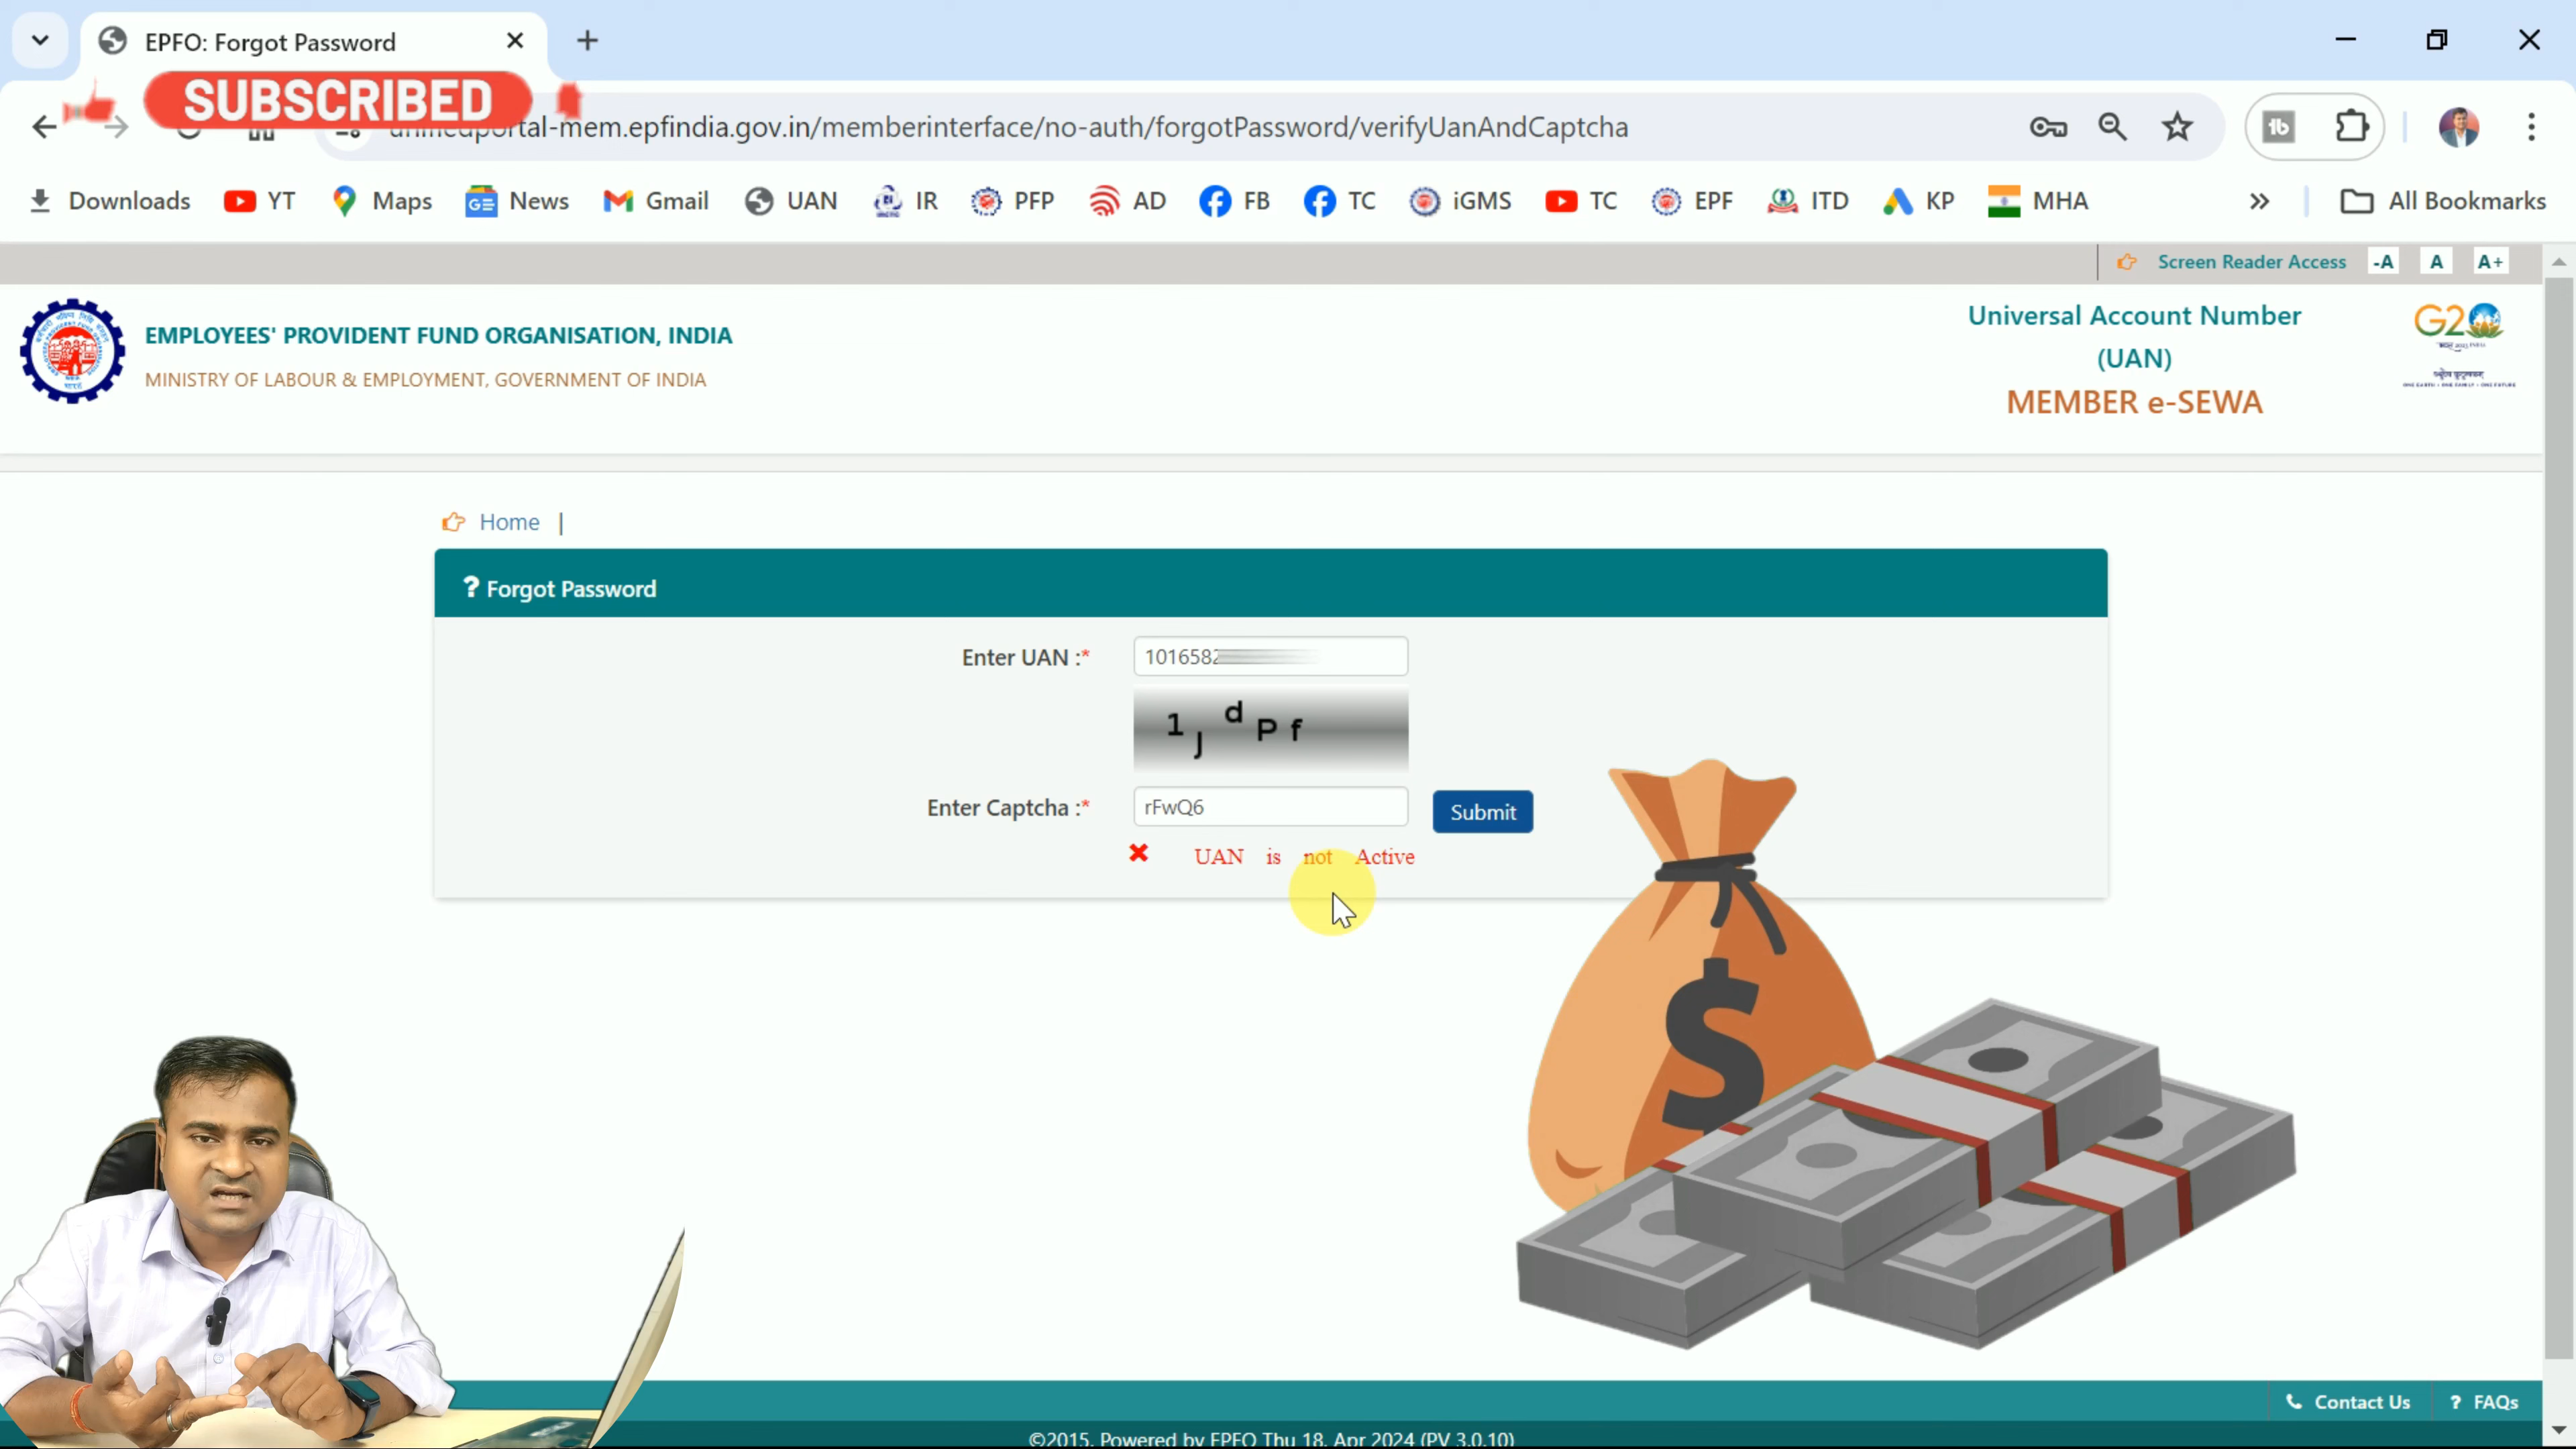 EPFO: Forgot Password
SUBSCRIBED
unifiedportal-mem.epfindia.gov.in/memberinterface/no-auth/forgotPassword/verifyUanAndCaptcha
Downloads YT Maps News Gmail UAN IR PFP AD FB TC iGMS TC EPF ITD KP MHA » All Bookmarks
Screen Reader Access -A A A+
EMPLOYEES' PROVIDENT FUND ORGANISATION, INDIA
MINISTRY OF LABOUR & EMPLOYMENT, GOVERNMENT OF INDIA
Universal Account Number
(UAN)
MEMBER e-SEWA
G20
Home |
? Forgot Password
Enter UAN :* 101658
1 J d P f
Enter Captcha :* rFwQ6 Submit
UAN is not Active
$
Contact Us ? FAQs
©2015. Powered by EPFO Thu 18, Apr 2024 (PV 3.0.10)